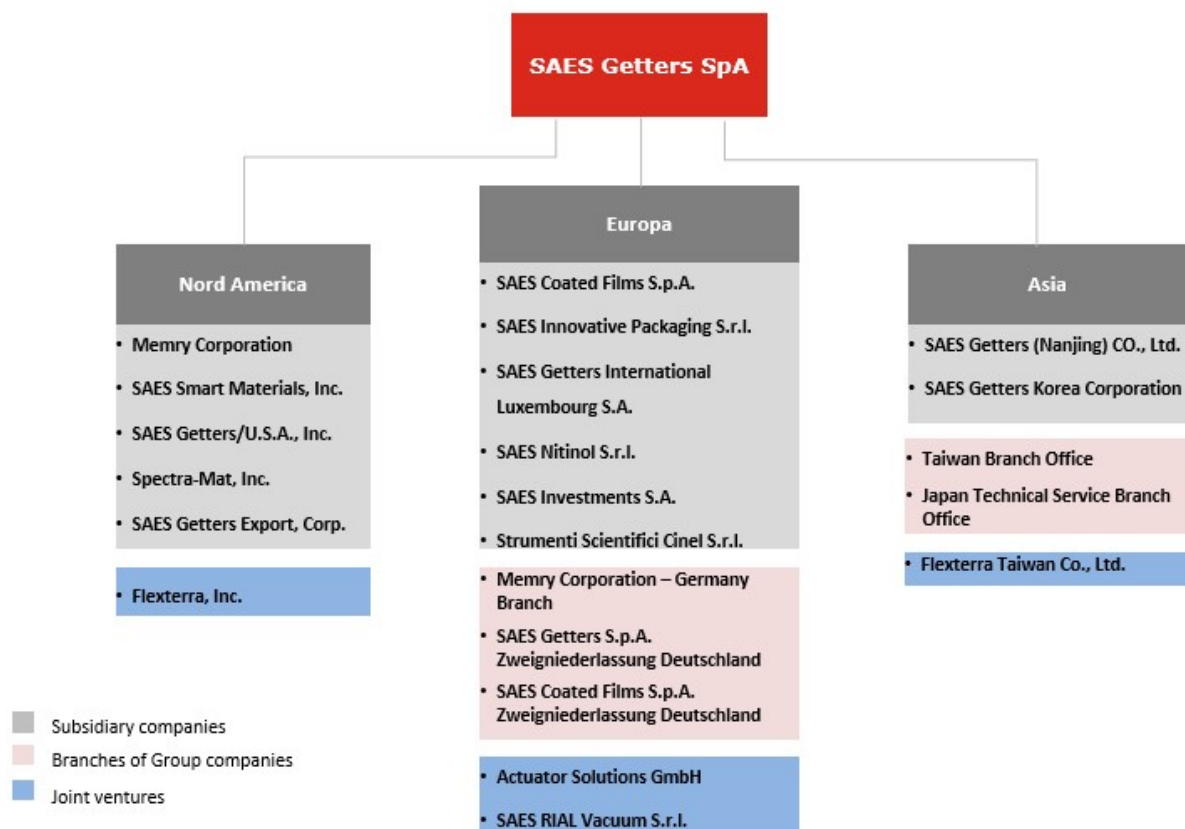 SAES Getters SpA
Nord America
• Memry Corporation
• SAES Smart Materials, Inc.
• SAES Getters/U.S.A., Inc.
• Spectra-Mat, Inc.
• SAES Getters Export, Corp.
• Flexterra, Inc.
Europa
• SAES Coated Films S.p.A.
• SAES Innovative Packaging S.r.l.
• SAES Getters International
Luxembourg S.A.
• SAES Nitinol S.r.l.
• SAES Investments S.A.
• Strumenti Scientifici Cinel S.r.l.
• Memry Corporation – Germany
Branch
• SAES Getters S.p.A.
Zweigniederlassung Deutschland
• SAES Coated Films S.p.A.
Zweigniederlassung Deutschland
• Actuator Solutions GmbH
• SAES RIAL Vacuum S.r.l.
Asia
• SAES Getters (Nanjing) CO., Ltd.
• SAES Getters Korea Corporation
• Taiwan Branch Office
• Japan Technical Service Branch
Office
• Flexterra Taiwan Co., Ltd.
Subsidiary companies
Branches of Group companies
Joint ventures